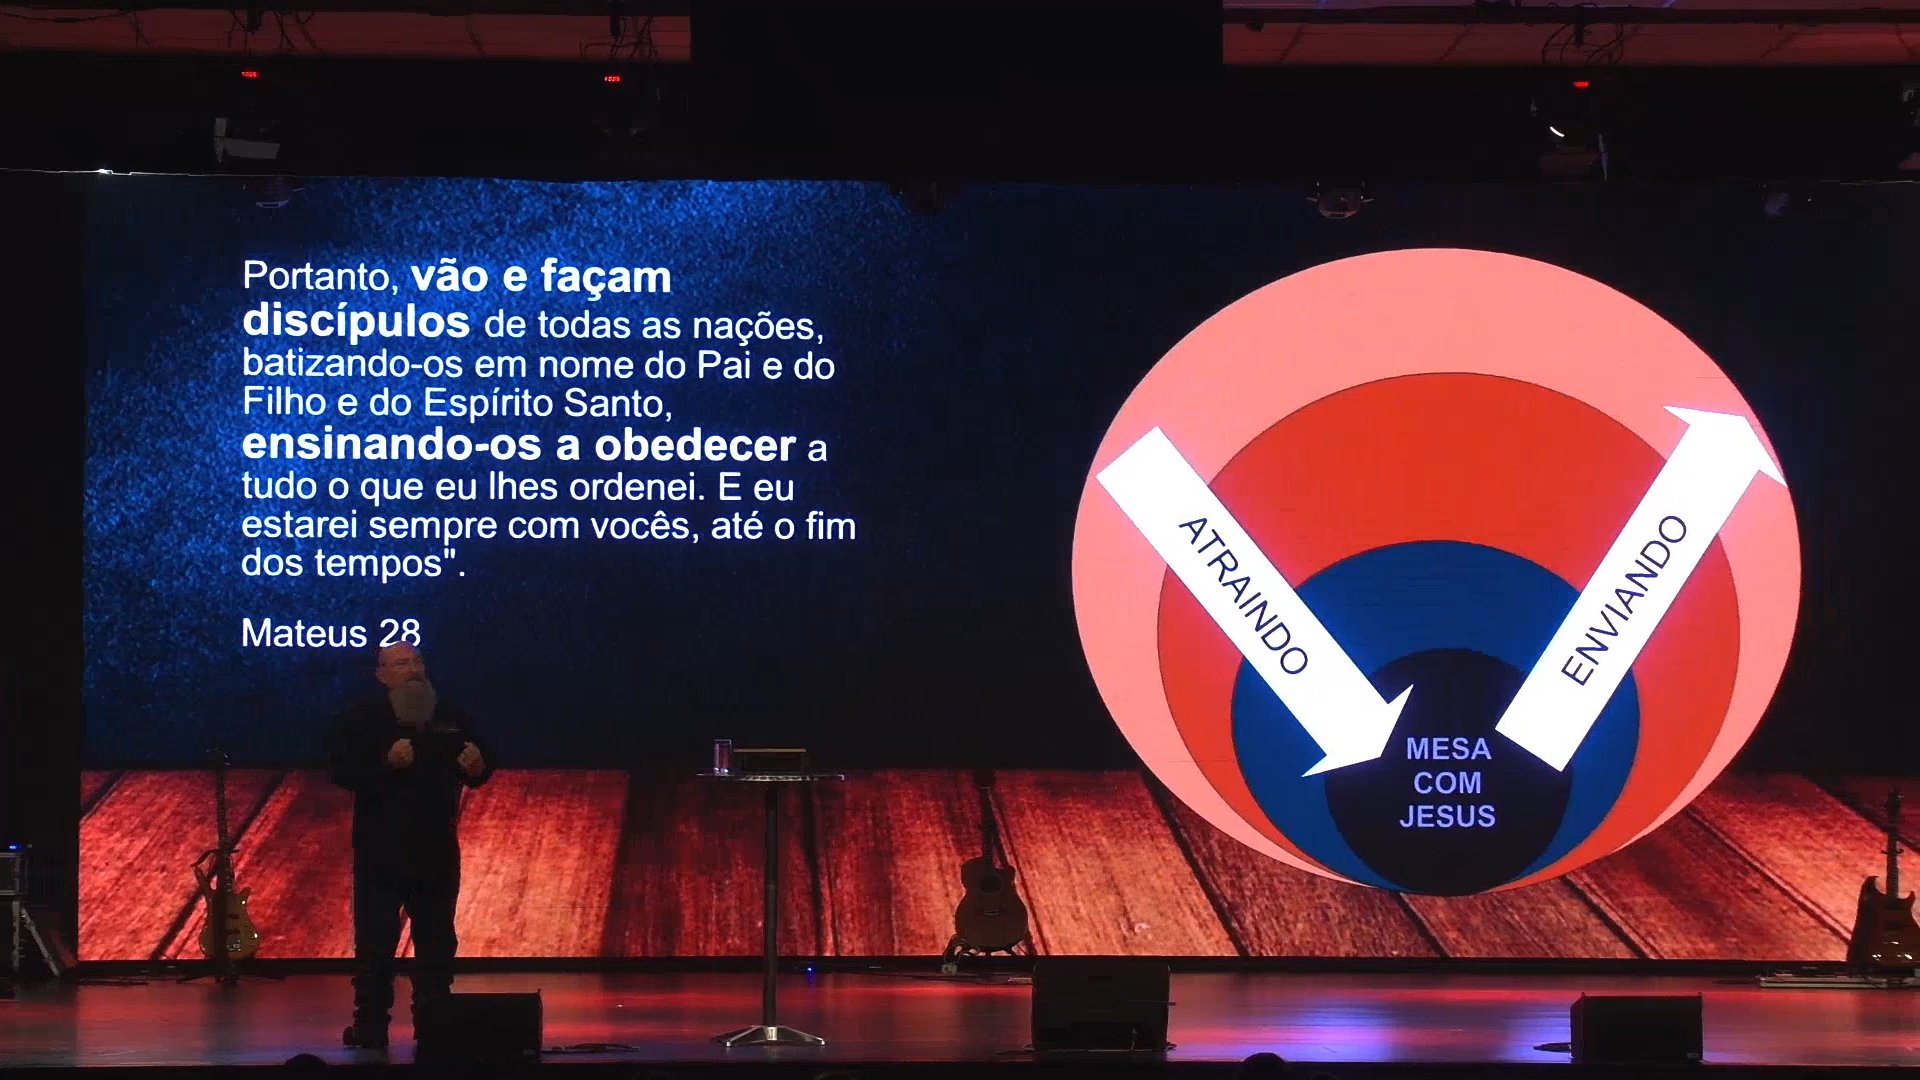 Portanto, vão e façam
discípulos de todas as nações,
batizando-os em nome do Pai e do
Filho e do Espírito Santo,
ensinando-os a obedecer a
tudo o que eu lhes ordenei. E eu
estarei sempre com vocês, até o fim
dos tempos".
Mateus 28
ATRAINDO
ENVIANDO
MESA
COM
JESUS